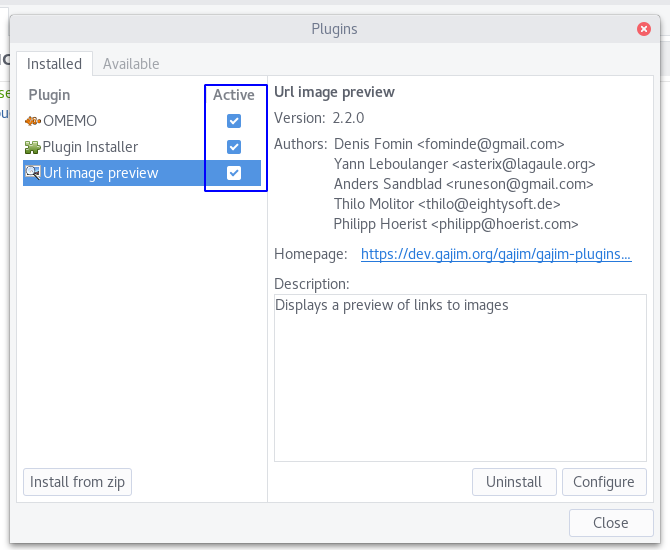 Plugins
Installed
Available
Plugin
Active
OMEMO
Plugin Installer
Url image preview
Url image preview
Version: 2.2.0
Authors: Denis Fomin <fominde@gmail.com>
Yann Leboulanger <asterix@lagaule.org>
Anders Sandblad <runeson@gmail.com>
Thilo Molitor <thilo@eightysoft.de>
Philipp Hoerist <philipp@hoerist.com>
Homepage: https://dev.gajim.org/gajim/gajim-plugins...
Description:
Displays a preview of links to images
Install from zip
Uninstall
Configure
Close